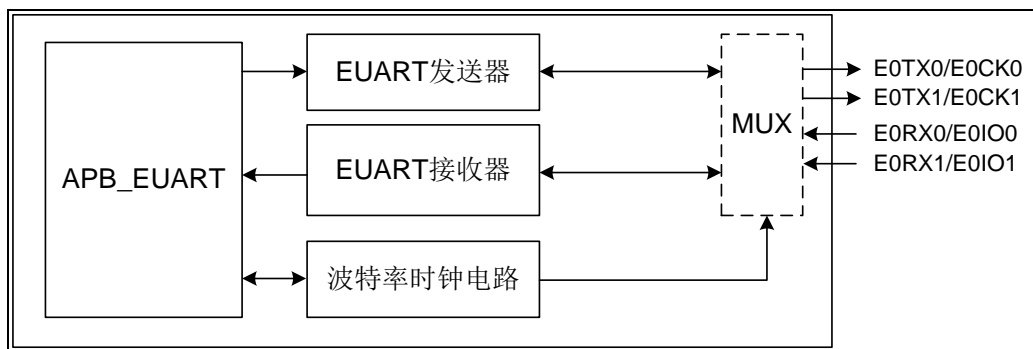 EUART发送器
E0TX0/E0CK0
E0TX1/E0CK1
MUX
E0RX0/E0IO0
APB_EUART
EUART接收器
E0RX1/E0IO1
波特率时钟电路